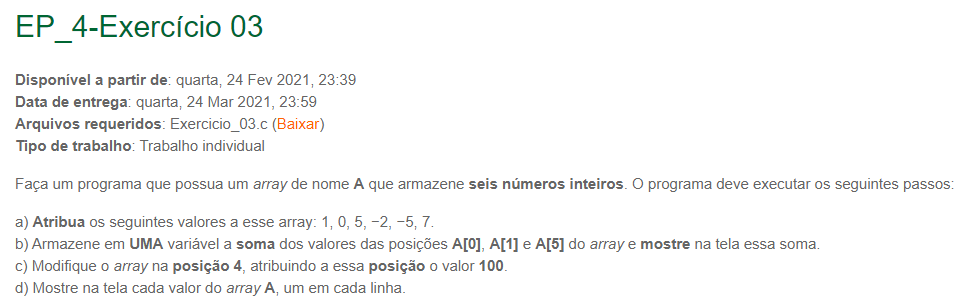 EP_4-Exercício 03
Disponível a partir de: quarta, 24 Fev 2021, 23:39
Data de entrega: quarta, 24 Mar 2021, 23:59
Arquivos requeridos: Exercicio_03.c (Baixar)
Tipo de trabalho: Trabalho individual
Faça um programa que possua um array de nome A que armazene seis números inteiros. O programa deve executar os seguintes passos:
a) Atribua os seguintes valores a esse array: 1, 0, 5, −2, −5, 7.
b) Armazene em UMA variável a soma dos valores das posições A[0], A[1] e A[5] do array e mostre na tela essa soma.
c) Modifique o array na posição 4, atribuindo a essa posição o valor 100.
d) Mostre na tela cada valor do array A, um em cada linha.